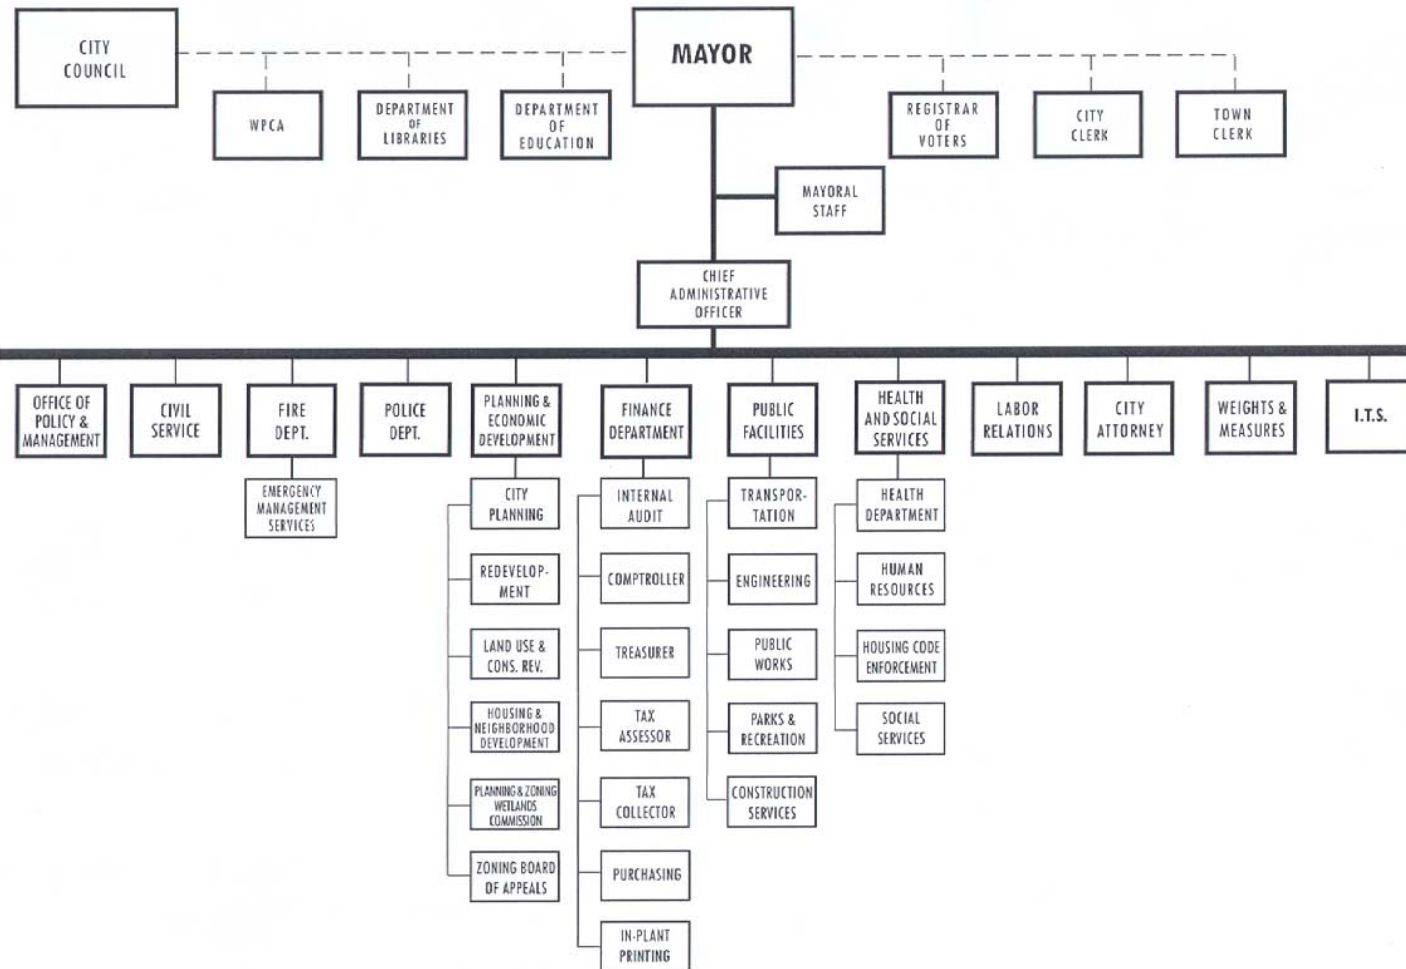 CITY
COUNCIL
MAYOR
WPCA
DEPARTMENT
OF
LIBRARIES
DEPARTMENT
OF
EDUCATION
REGISTRAR
OF
VOTERS
CITY
CLERK
TOWN
CLERK
MAYORAL
STAFF
CHIEF
ADMINISTRATIVE
OFFICER
OFFICE OF
POLICY &
MANAGEMENT
CIVIL
SERVICE
FIRE
DEPT.
POLICE
DEPT.
PLANNING &
ECONOMIC
DEVELOPMENT
FINANCE
DEPARTMENT
PUBLIC
FACILITIES
HEALTH
AND SOCIAL
SERVICES
LABOR
RELATIONS
CITY
ATTORNEY
WEIGHTS &
MEASURES
I.T.S.
EMERGENCY
MANAGEMENT
SERVICES
CITY
PLANNING
REDEVELOP-
MENT
LAND USE &
CONS. REV.
HOUSING &
NEIGHBORHOOD
DEVELOPMENT
PLANNING & ZONING
WETLANDS
COMMISSION
ZONING BOARD
OF APPEALS
INTERNAL
AUDIT
COMPTROLLER
TREASURER
TAX
ASSESSOR
TAX
COLLECTOR
PURCHASING
IN-PLANT
PRINTING
TRANSPOR-
TATION
ENGINEERING
PUBLIC
WORKS
PARKS &
RECREATION
CONSTRUCTION
SERVICES
HEALTH
DEPARTMENT
HUMAN
RESOURCES
HOUSING CODE
ENFORCEMENT
SOCIAL
SERVICES